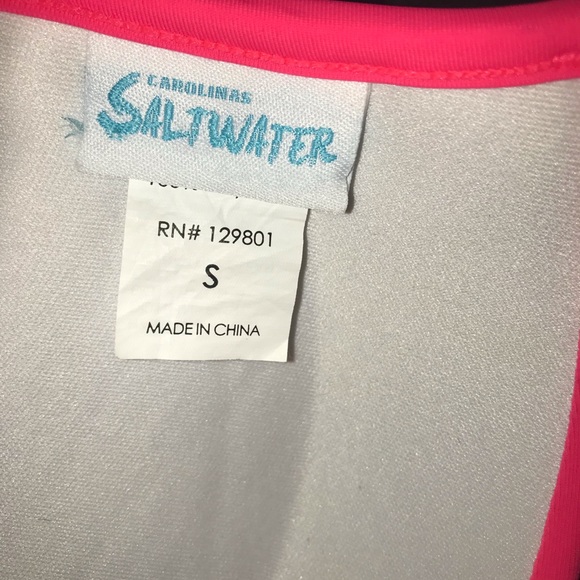 CAROLINAS
SALTWATER
RN# 129801
S
MADE IN CHINA